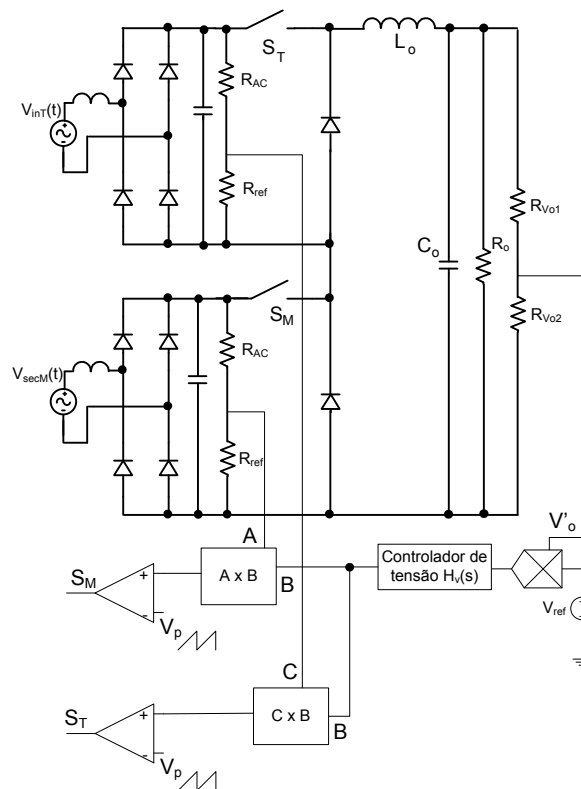 S_T
L_o
R_AC
V_inT(t)
R_ref
R_Vo1
C_o
R_o
S_M
R_Vo2
R_AC
V_secM(t)
R_ref
A
V'_o
S_M
A x B
B
Controlador de
tensão H_v(s)
V_p
V_ref
C
S_T
C x B
B
V_p